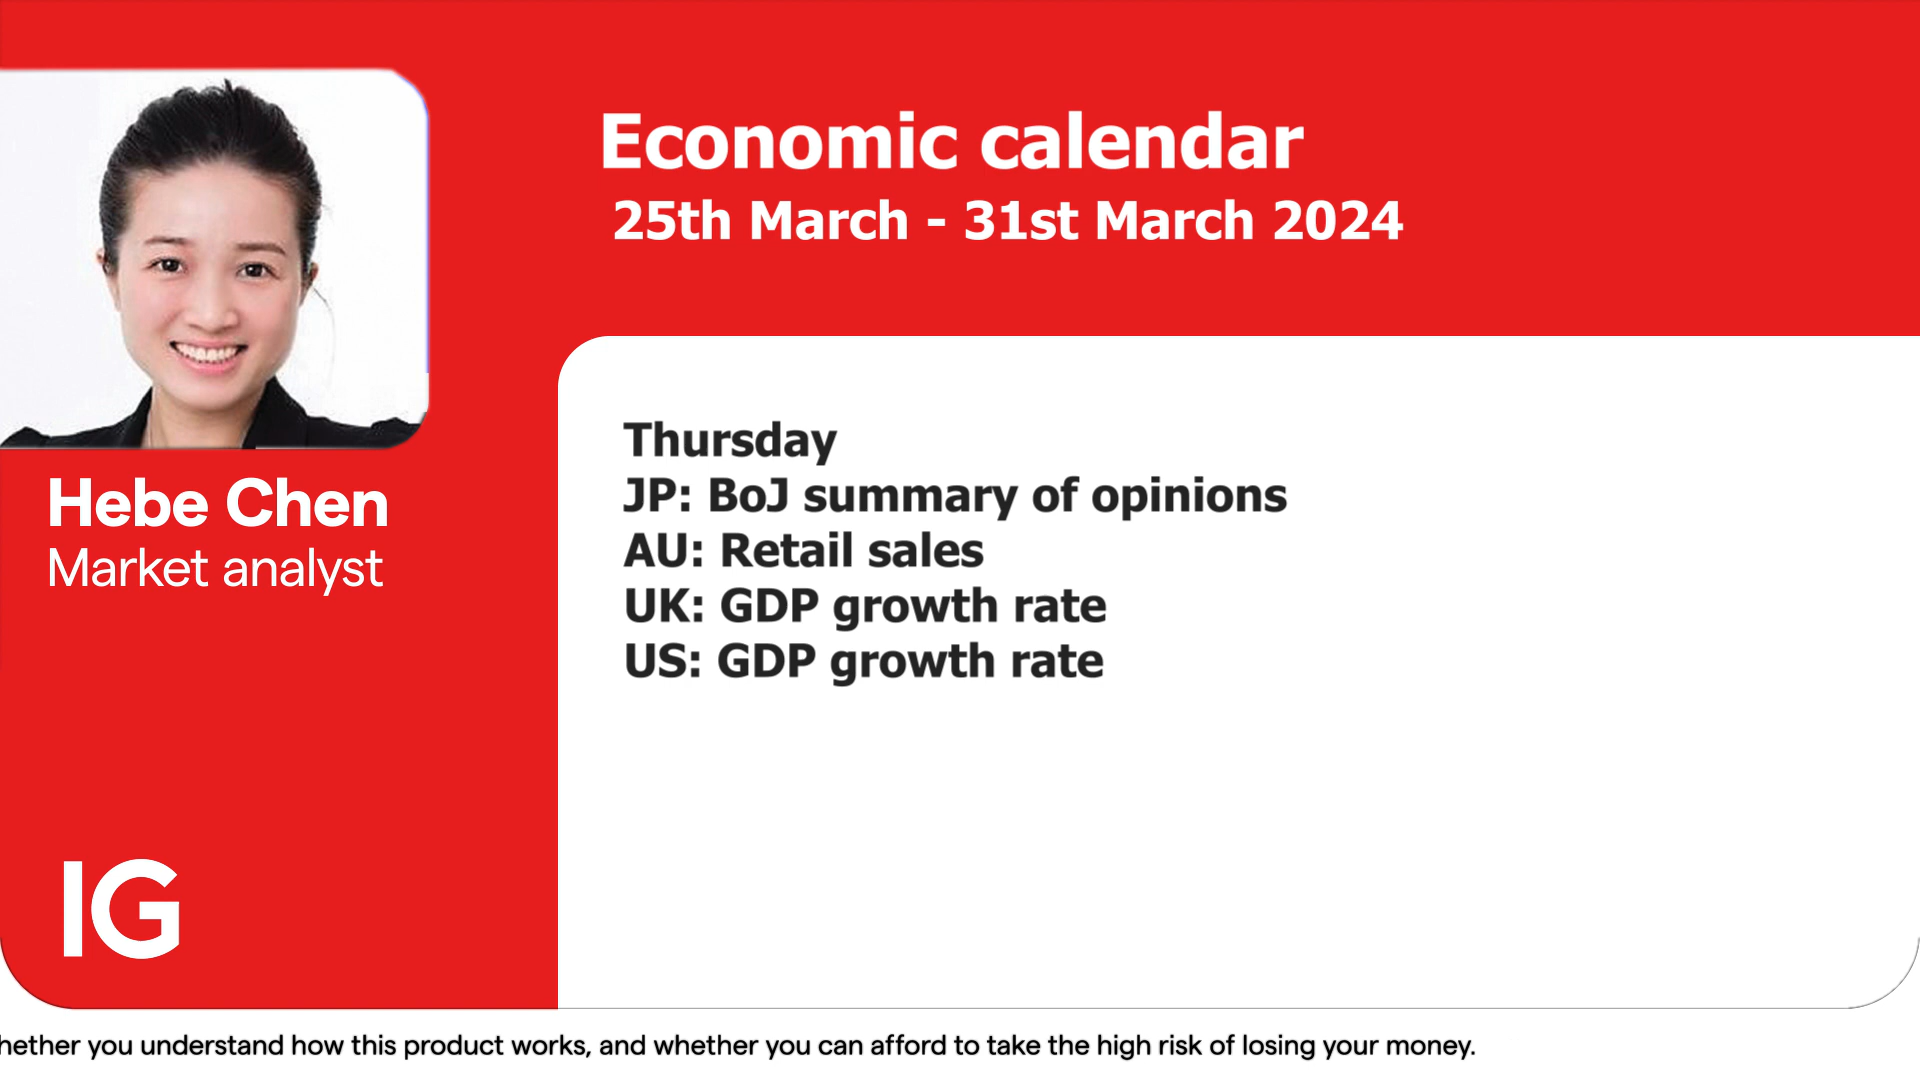 Economic calendar
25th March - 31st March 2024
Hebe Chen
Market analyst
Thursday
JP: BoJ summary of opinions
AU: Retail sales
UK: GDP growth rate
US: GDP growth rate
IG
hether you understand how this product works, and whether you can afford to take the high risk of losing your money.